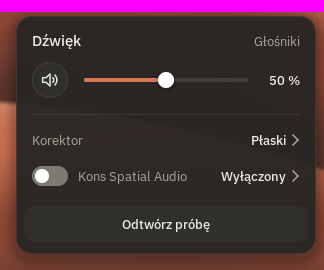 Dźwięk
Głośniki
50 %
Korektor
Płaski
Kons Spatial Audio
Wyłączony
Odtwórz próbę